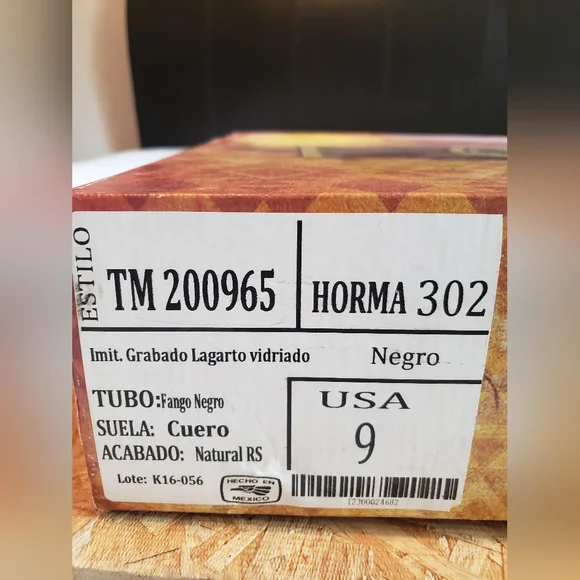 ESTILO
TM 200965
HORMA 302
Imit. Grabado Lagarto vidriado Negro
TUBO:Fango Negro
SUELA: Cuero
ACABADO: Natural RS
Lote: K16-056
HECHO EN
MEXICO
USA
9
12300024682